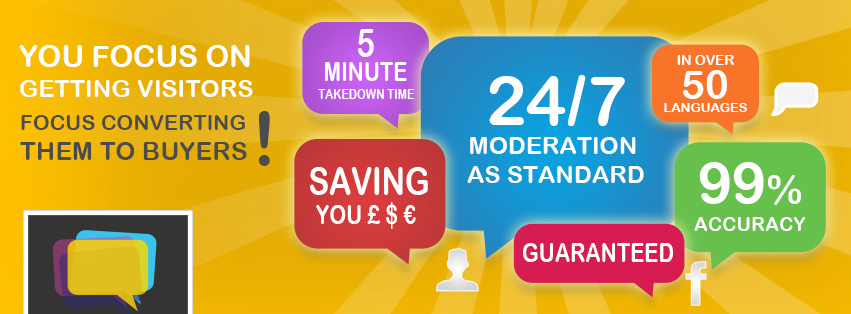 YOU FOCUS ON
GETTING VISITORS
FOCUS CONVERTING
THEM TO BUYERS !
5
MINUTE
TAKEDOWN TIME
24/7
MODERATION
AS STANDARD
IN OVER
50
LANGUAGES
SAVING
YOU £ $ €
99%
ACCURACY
GUARANTEED
f